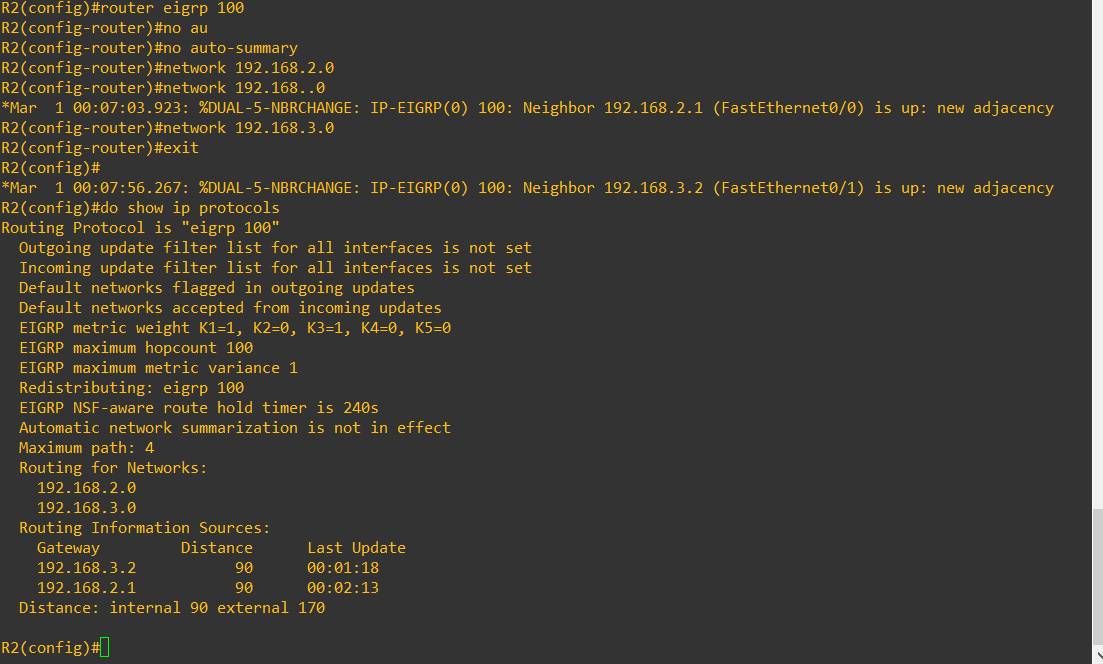 R2(config)#router eigrp 100
R2(config-router)#no au
R2(config-router)#no auto-summary
R2(config-router)#network 192.168.2.0
R2(config-router)#network 192.168..0
*Mar  1 00:07:03.923: %DUAL-5-NBRCHANGE: IP-EIGRP(0) 100: Neighbor 192.168.2.1 (FastEthernet0/0) is up: new adjacency
R2(config-router)#network 192.168.3.0
R2(config-router)#exit
R2(config)#
*Mar  1 00:07:56.267: %DUAL-5-NBRCHANGE: IP-EIGRP(0) 100: Neighbor 192.168.3.2 (FastEthernet0/1) is up: new adjacency
R2(config)#do show ip protocols
Routing Protocol is "eigrp 100"
  Outgoing update filter list for all interfaces is not set
  Incoming update filter list for all interfaces is not set
  Default networks flagged in outgoing updates
  Default networks accepted from incoming updates
  EIGRP metric weight K1=1, K2=0, K3=1, K4=0, K5=0
  EIGRP maximum hopcount 100
  EIGRP maximum metric variance 1
  Redistributing: eigrp 100
  EIGRP NSF-aware route hold timer is 240s
  Automatic network summarization is not in effect
  Maximum path: 4
  Routing for Networks:
    192.168.2.0
    192.168.3.0
  Routing Information Sources:
    Gateway         Distance      Last Update
    192.168.3.2           90      00:01:18
    192.168.2.1           90      00:02:13
  Distance: internal 90 external 170
R2(config)#